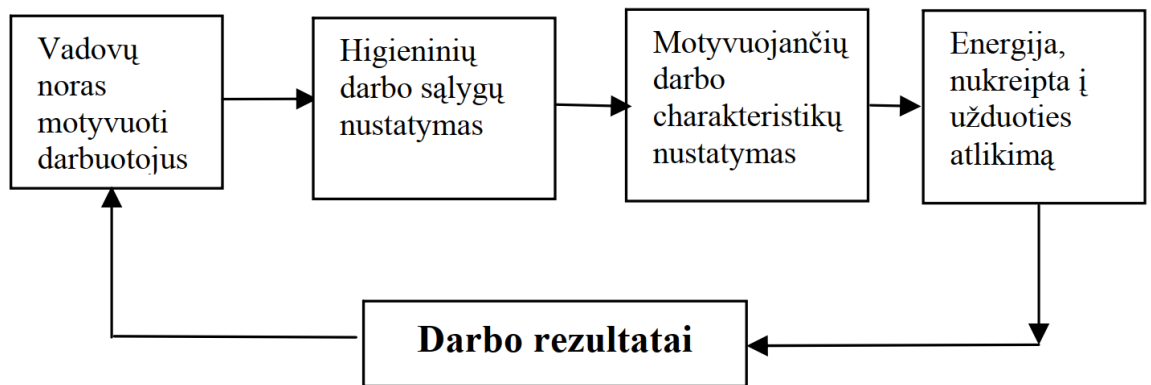 Vadovų
noras
motyvuoti
darbuotojus
Higieninių
darbo sąlygų
nustatymas
Motyvuojančių
darbo
charakteristikų
nustatymas
Energija,
nukreipta į
užduoties
atlikimą
Darbo rezultatai